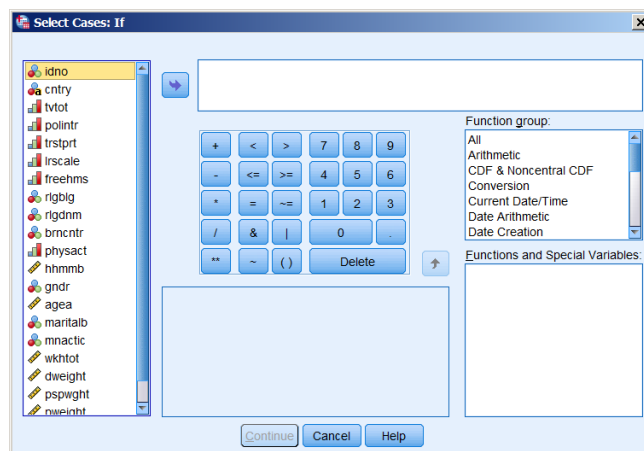 Select Cases: If
idno
cntry
tvtot
polintr
trstprt
lrscale
freehms
rlgblg
rlgdnm
brncntr
physact
hhmmb
gndr
agea
maritalb
mnactic
wkhtot
dweight
pspwght
pweight
+ < > 7 8 9
- <= >= 4 5 6
* = ~= 1 2 3
/ & | 0 .
** ~ ( ) Delete
Function group:
All
Arithmetic
CDF & Noncentral CDF
Conversion
Current Date/Time
Date Arithmetic
Date Creation
Functions and Special Variables:
Continue Cancel Help